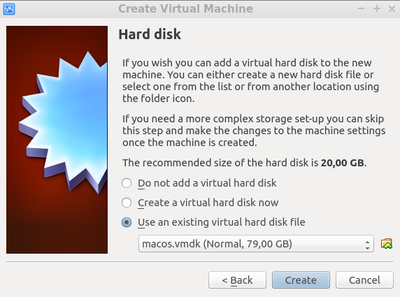 Create Virtual Machine
Hard disk
If you wish you can add a virtual hard disk to the new
machine. You can either create a new hard disk file or
select one from the list or from another location using
the folder icon.
If you need a more complex storage set-up you can skip
this step and make the changes to the machine settings
once the machine is created.
The recommended size of the hard disk is 20,00 GB.
Do not add a virtual hard disk
Create a virtual hard disk now
Use an existing virtual hard disk file
macos.vmdk (Normal, 79,00 GB)
< Back
Create
Cancel